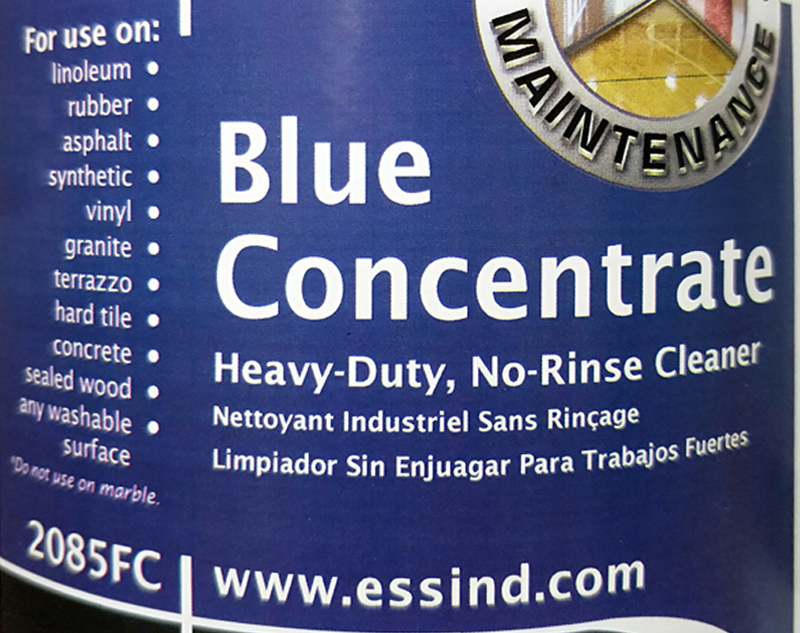 For use on:
linoleum •
rubber •
asphalt •
synthetic •
vinyl •
granite •
terrazzo •
hard tile •
concrete •
sealed wood •
any washable •
surface
*Do not use on marble.
2085FC
MAINTENANCE
Blue
Concentrate
Heavy-Duty, No-Rinse Cleaner
Nettoyant Industriel Sans Rinçage
Limpiador Sin Enjuagar Para Trabajos Fuertes
www.essind.com